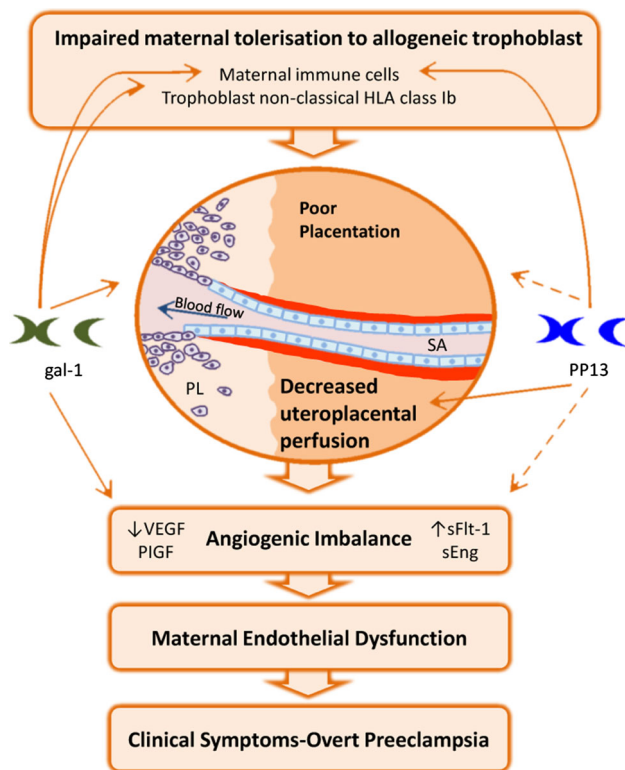 Impaired maternal tolerisation to allogeneic trophoblast
Maternal immune cells
Trophoblast non-classical HLA class Ib
Poor
Placentation
Blood flow
SA
gal-1
PP13
PL
Decreased
uteroplacental
perfusion
↓VEGF
PIGF
Angiogenic Imbalance
↑sFlt-1
sEng
Maternal Endothelial Dysfunction
Clinical Symptoms-Overt Preeclampsia